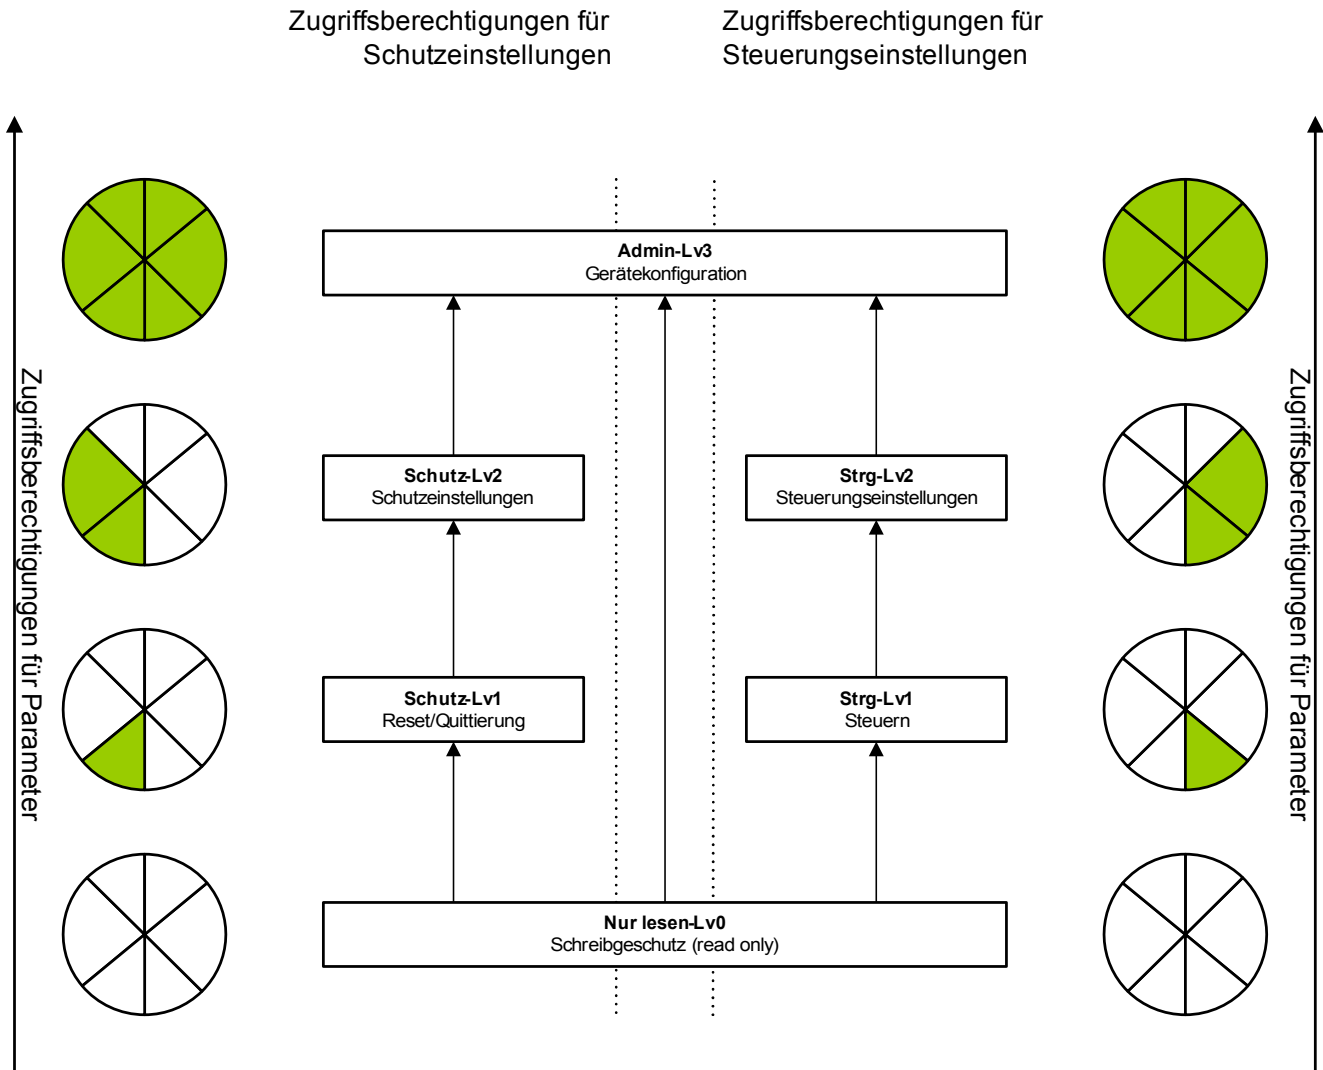 Zugriffsberechtigungen für
Schutzeinstellungen
Zugriffsberechtigungen für
Steuerungseinstellungen
Admin-Lv3
Gerätekonfiguration
Zugriffsberechtigungen für Parameter
Zugriffsberechtigungen für Parameter
Schutz-Lv2
Schutzeinstellungen
Strg-Lv2
Steuerungseinstellungen
Schutz-Lv1
Reset/Quittierung
Strg-Lv1
Steuern
Nur lesen-Lv0
Schreibgeschutz (read only)